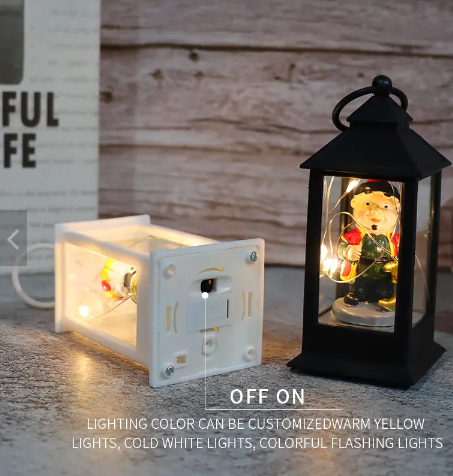 FUL
FE
OFF ON
LIGHTING COLOR CAN BE CUSTOMIZEDWARM YELLOW
LIGHTS, COLD WHITE LIGHTS, COLORFUL FLASHING LIGHTS